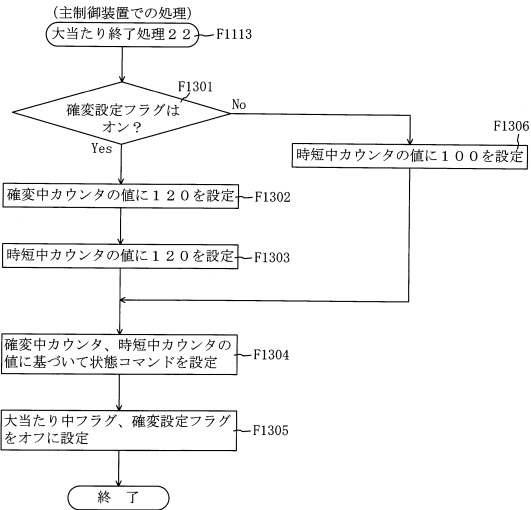 (主制御装置での処理)
大当たり終了処理22
F1113
F1301
確変設定フラグは
オン?
No
Yes
F1306
時短中カウンタの値に100を設定
確変中カウンタの値に120を設定
F1302
時短中カウンタの値に120を設定
F1303
確変中カウンタ、時短中カウンタの
値に基づいて状態コマンドを設定
F1304
大当たり中フラグ、確変設定フラグ
をオフに設定
F1305
終 了